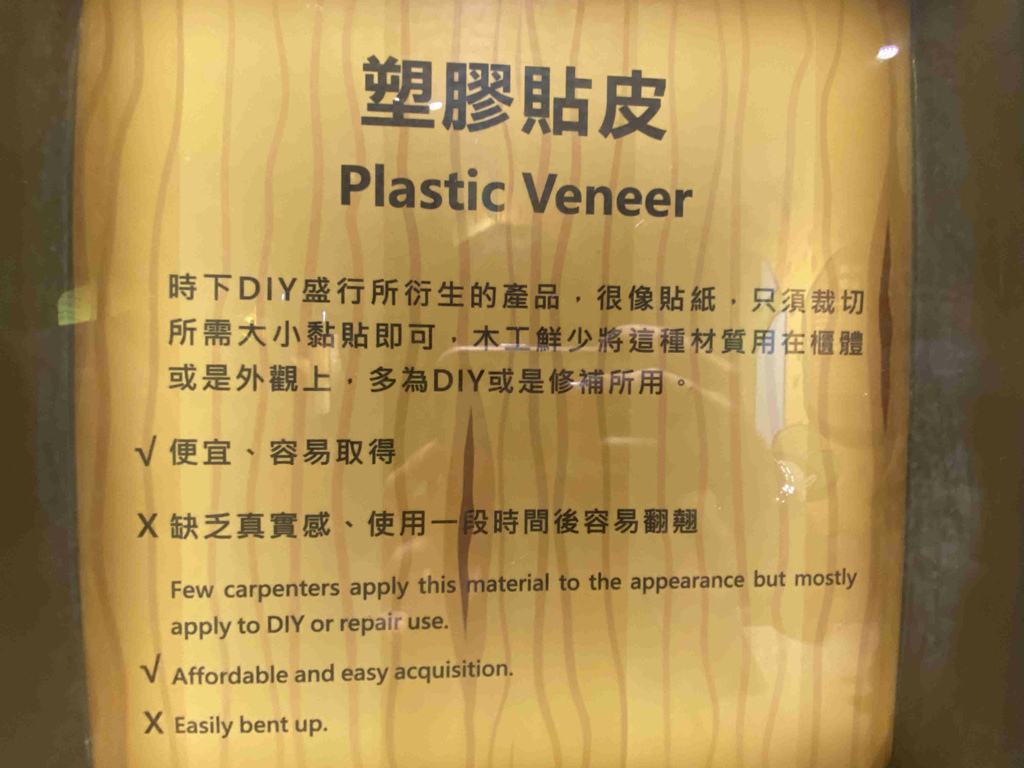 塑膠貼皮
Plastic Veneer
時下DIY盛行所衍生的產品，很像貼紙，只須裁切
所需大小黏貼即可，木工鮮少將這種材質用在櫃體
或是外觀上，多為DIY或是修補所用。
√ 便宜、容易取得
X 缺乏真實感、使用一段時間後容易翻翹
Few carpenters apply this material to the appearance but mostly
apply to DIY or repair use.
√ Affordable and easy acquisition.
X Easily bent up.